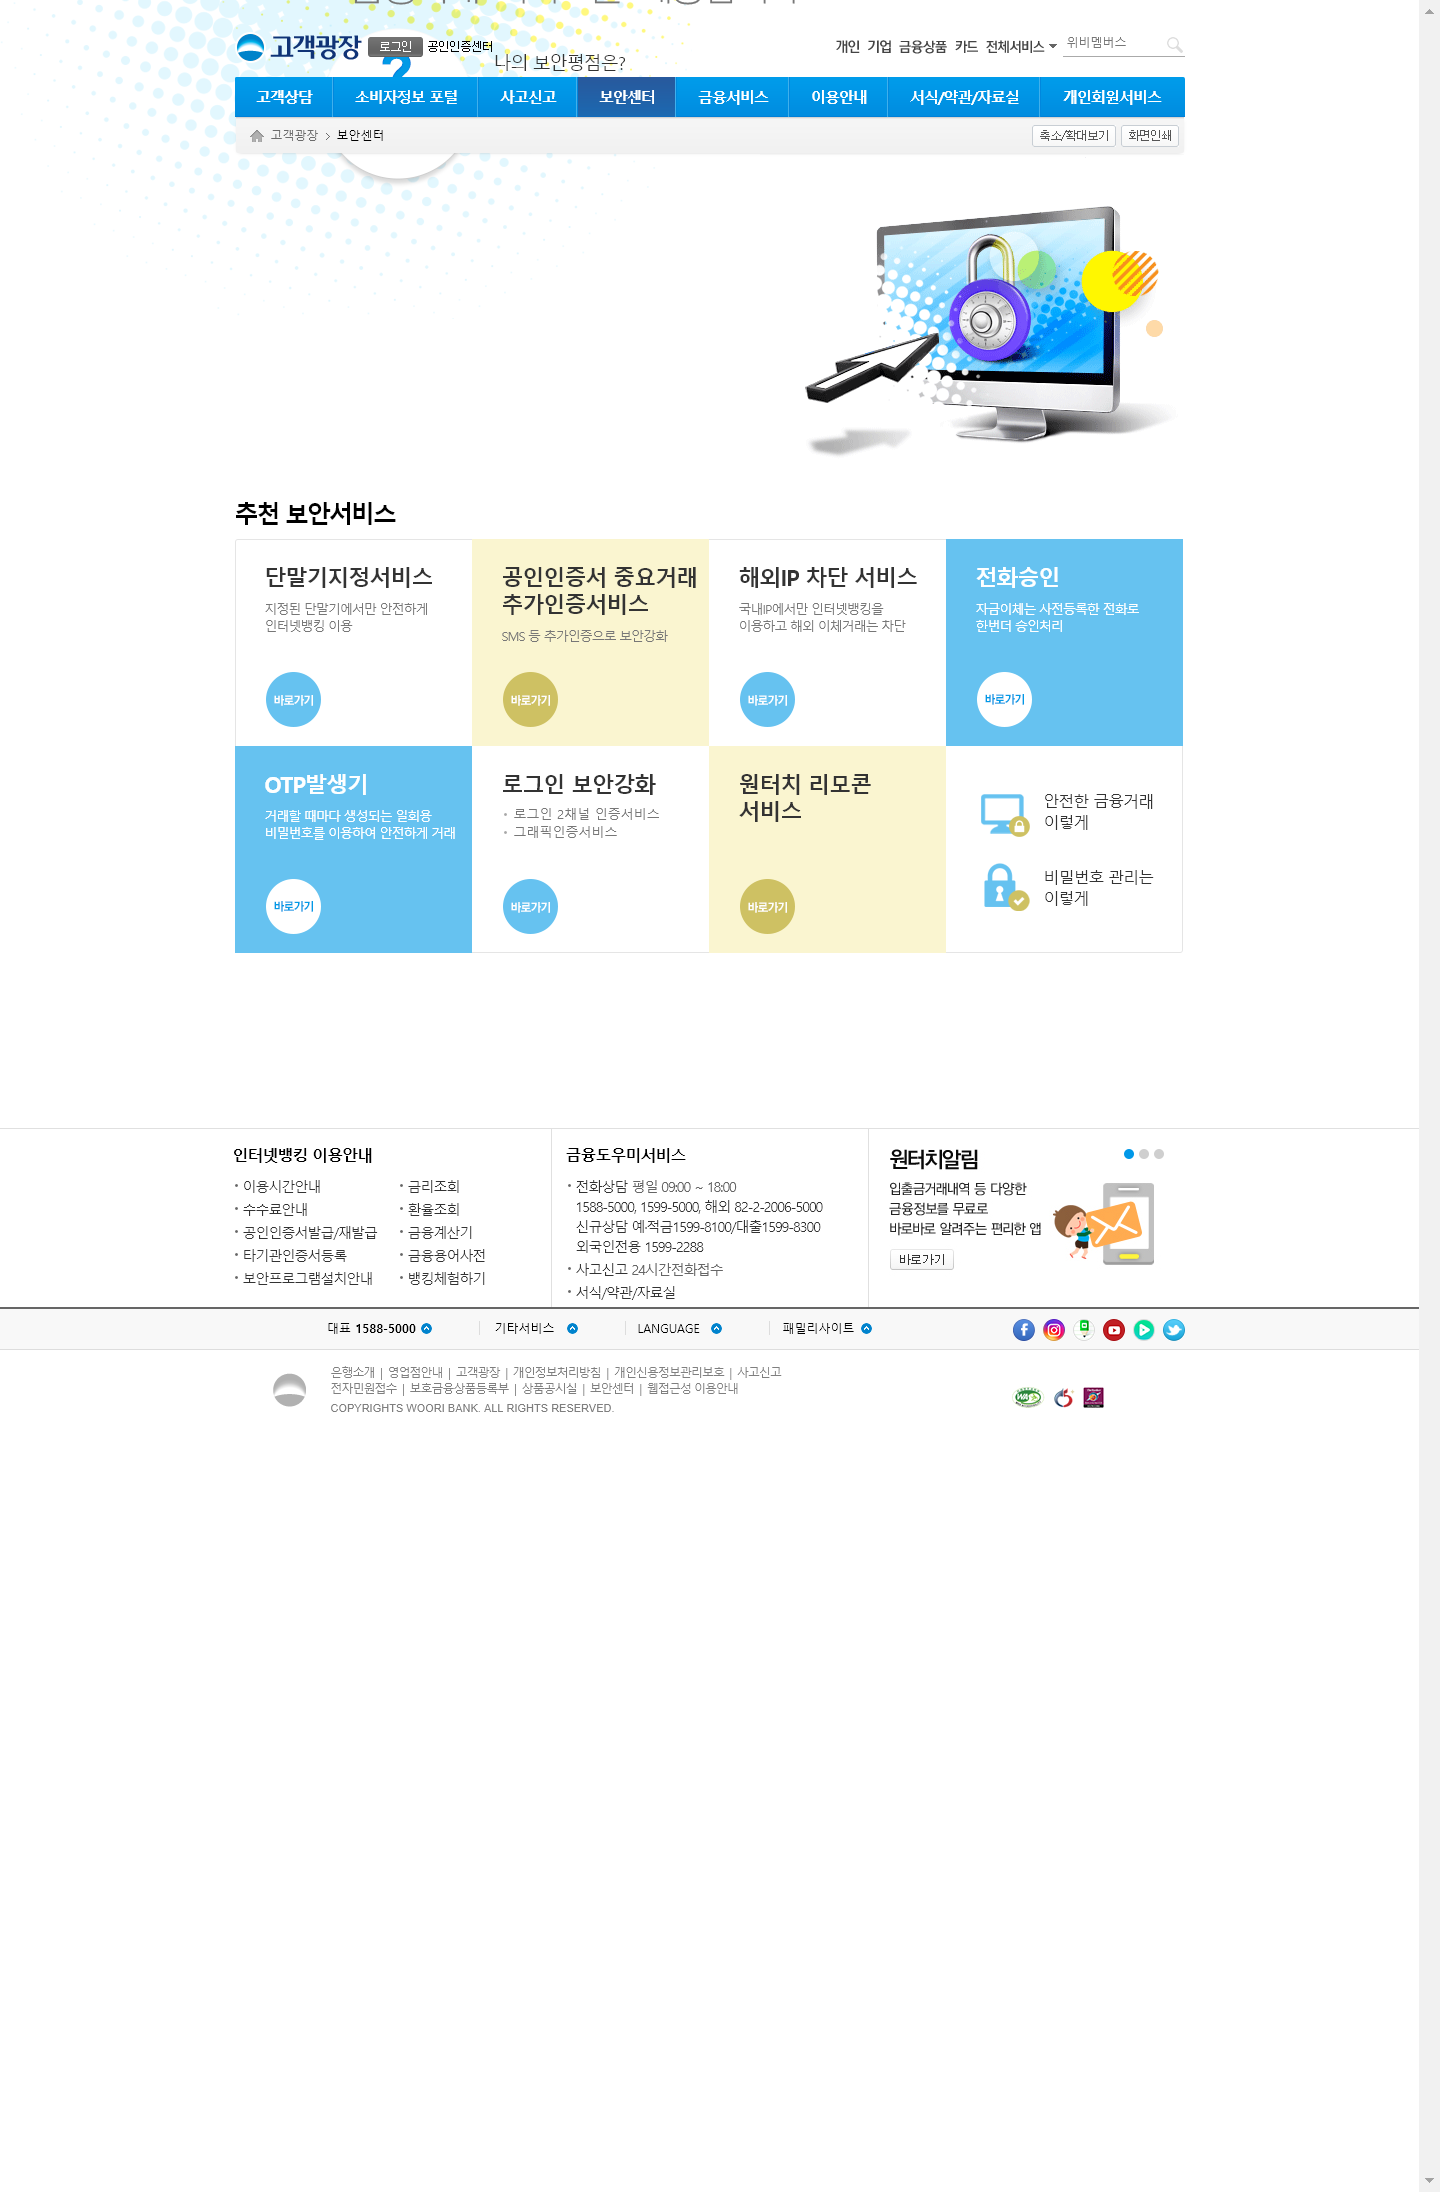 고객광장 로그인 공인인증센터
개인 기업 금융상품 카드 전체서비스 위비멤버스
?
나의 보안평점은?
고객상담 소비자정보 포털 사고신고 보안센터 금융서비스 이용안내 서식/약관/자료실 개인회원서비스
고객광장 > 보안센터 축소/확대보기 화면인쇄
추천 보안서비스
단말기지정서비스
지정된 단말기에서만 안전하게
인터넷뱅킹 이용
바로가기
공인인증서 중요거래
추가인증서비스
SMS 등 추가인증으로 보안강화
바로가기
해외IP 차단 서비스
국내IP에서만 인터넷뱅킹을
이용하고 해외 이체거래는 차단
바로가기
전화승인
자금이체는 사전등록한 전화로
한번더 승인처리
바로가기
OTP발생기
거래할 때마다 생성되는 일회용
비밀번호를 이용하여 안전하게 거래
바로가기
로그인 보안강화
로그인 2채널 인증서비스
그래픽인증서비스
바로가기
원터치 리모콘
서비스
바로가기
안전한 금융거래
이렇게
비밀번호 관리는
이렇게
인터넷뱅킹 이용안내
이용시간안내
수수료안내
공인인증서발급/재발급
타기관인증서등록
보안프로그램설치안내
금리조회
환율조회
금융계산기
금융용어사전
뱅킹체험하기
금융도우미서비스
전화상담 평일 09:00 ~ 18:00
1588-5000, 1599-5000, 해외 82-2-2006-5000
신규상담 예·적금1599-8100/대출1599-8300
외국인전용 1599-2288
사고신고 24시간전화접수
서식/약관/자료실
원터치알림
입출금거래내역 등 다양한
금융정보를 무료로
바로바로 알려주는 편리한 앱
바로가기
대표 1588-5000 기타서비스 LANGUAGE 패밀리사이트
은행소개 | 영업점안내 | 고객광장 | 개인정보처리방침 | 개인신용정보관리보호 | 사고신고
전자민원접수 | 보호금융상품등록부 | 상품공시실 | 보안센터 | 웹접근성 이용안내
COPYRIGHTS WOORI BANK. ALL RIGHTS RESERVED.
WA